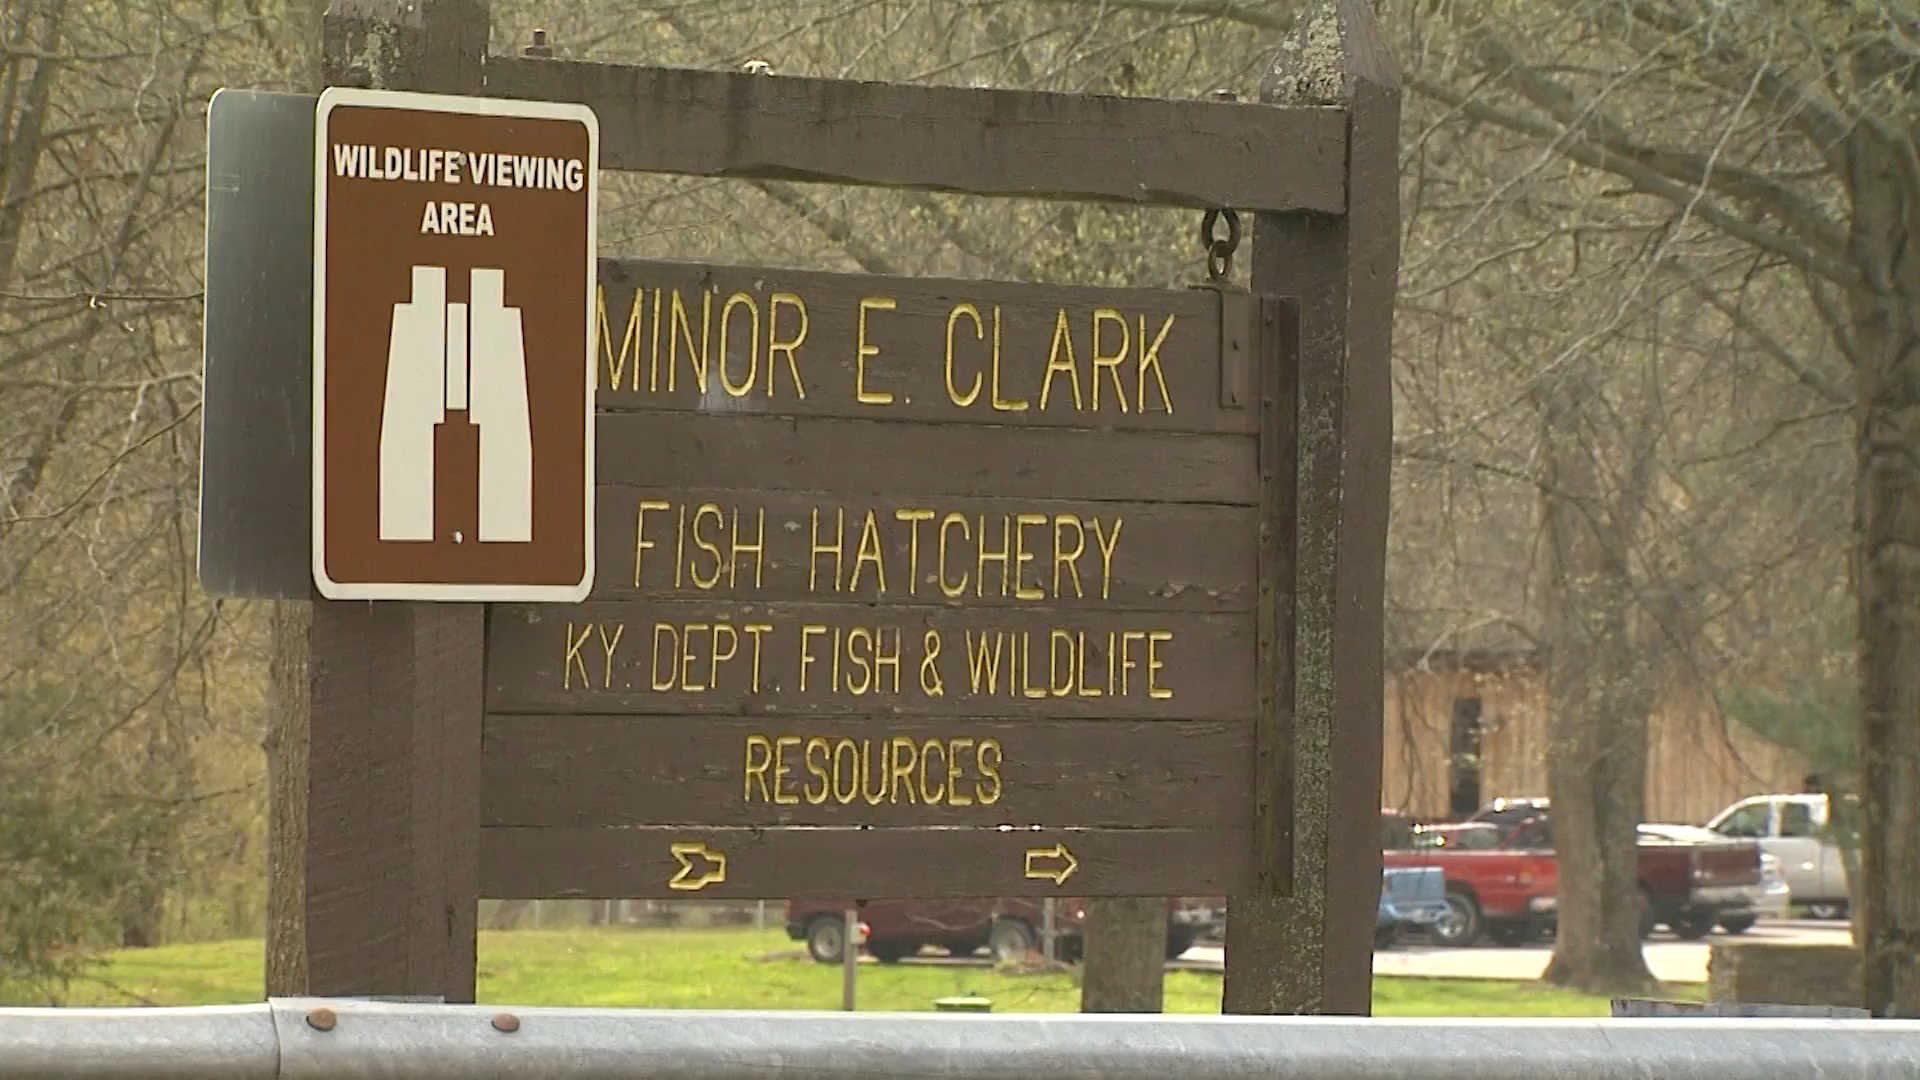 WILDLIFE VIEWING
AREA
MINOR E. CLARK
FISH HATCHERY
KY. DEPT. FISH & WILDLIFE
RESOURCES